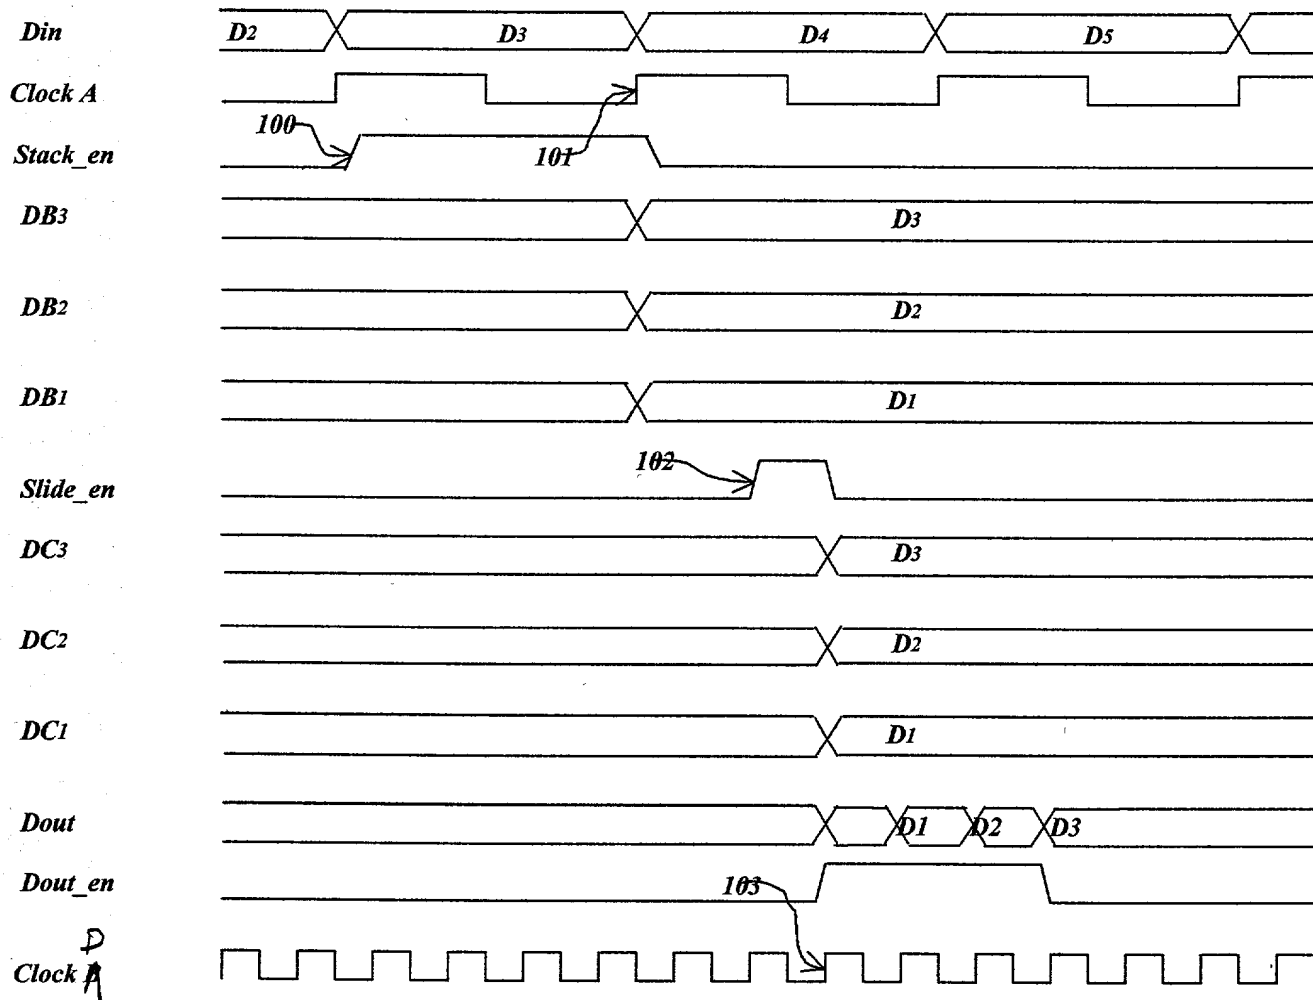 Din D2 D3 D4 D5
Clock A
100
101
Stack_en
DB3 D3
DB2 D2
DB1 D1
102
Slide_en
DC3 D3
DC2 D2
DC1 D1
Dout D1 D2 D3
Dout_en
103
D
Clock